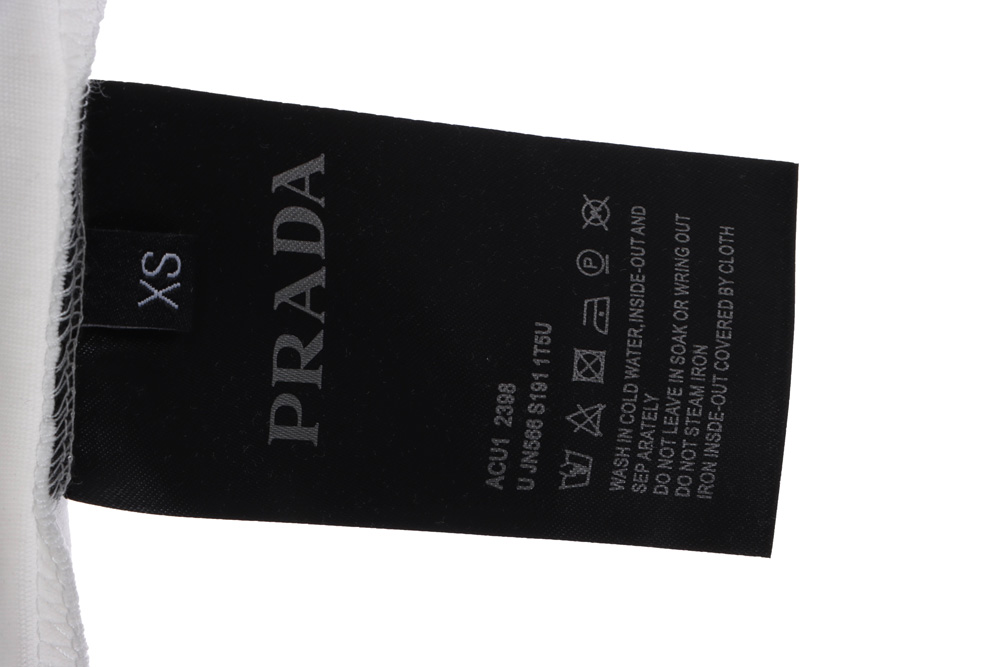 XS
PRADA
ACU1 2398
U JN566 S191 1T5U
P
WASH IN COLD WATER,INSIDE-OUT AND
SEP ARATELY
DO NOT LEAVE IN SOAK OR WRING OUT
DO NOT STEAM IRON
IRON INSDE-OUT COVERED BY CLOTH